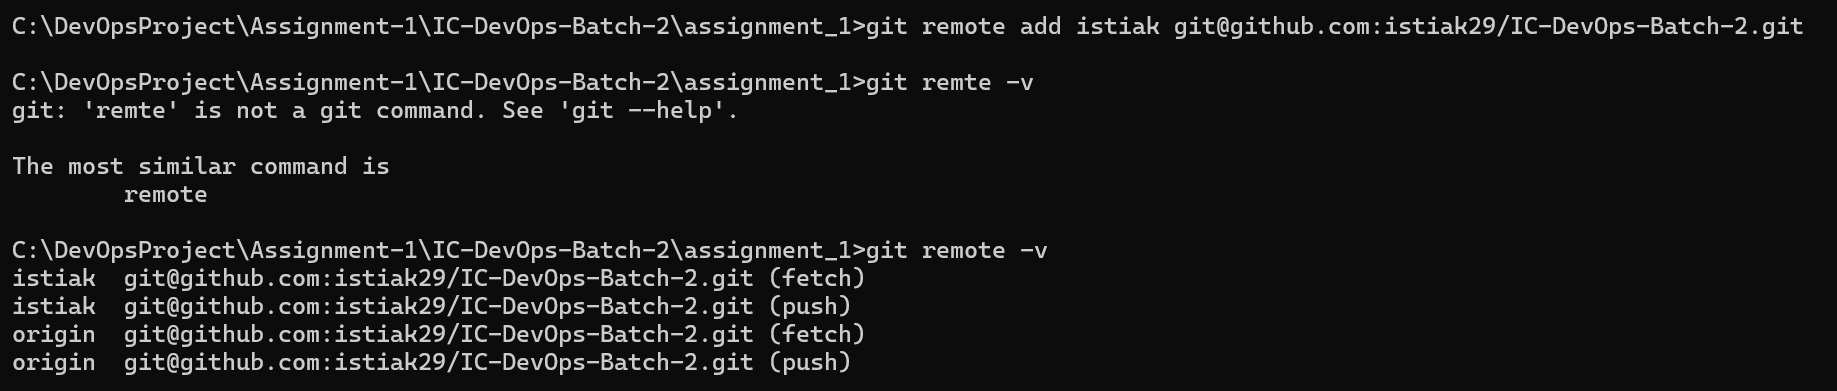 C:\DevOpsProject\Assignment-1\IC-DevOps-Batch-2\assignment_1>git remote add istiak git@github.com:istiak29/IC-DevOps-Batch-2.git
C:\DevOpsProject\Assignment-1\IC-DevOps-Batch-2\assignment_1>git remte -v
git: 'remte' is not a git command. See 'git --help'.
The most similar command is
remote
C:\DevOpsProject\Assignment-1\IC-DevOps-Batch-2\assignment_1>git remote -v
istiak git@github.com:istiak29/IC-DevOps-Batch-2.git (fetch)
istiak git@github.com:istiak29/IC-DevOps-Batch-2.git (push)
origin git@github.com:istiak29/IC-DevOps-Batch-2.git (fetch)
origin git@github.com:istiak29/IC-DevOps-Batch-2.git (push)